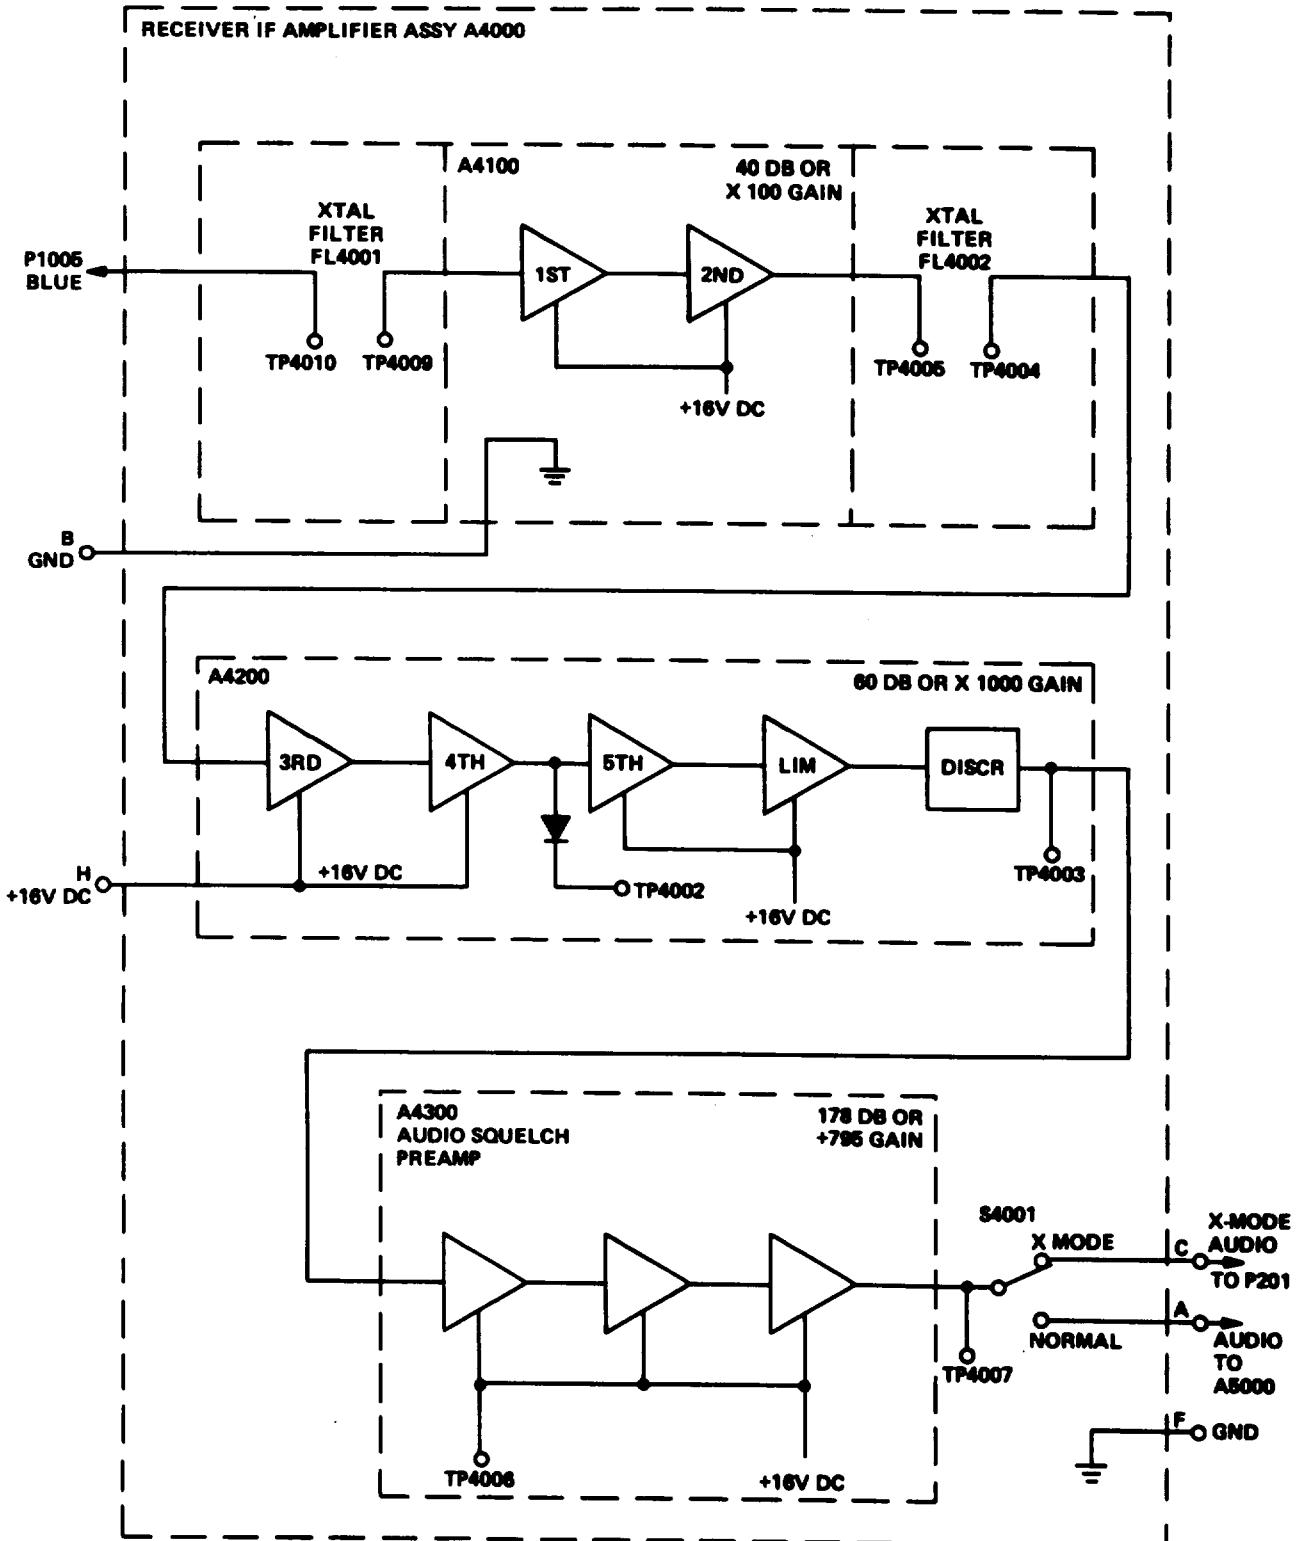 RECEIVER IF AMPLIFIER ASSY A4000
A4100
40 DB OR
X 100 GAIN
XTAL
FILTER
FL4001
XTAL
FILTER
FL4002
P1005
BLUE
1ST
2ND
TP4010
TP4009
TP4005
TP4004
+16V DC
B
GND
A4200
60 DB OR X 1000 GAIN
3RD
4TH
5TH
LIM
DISCR
H
+16V DC
+16V DC
TP4002
TP4003
+16V DC
A4300
AUDIO SQUELCH
PREAMP
178 DB OR
+795 GAIN
S4001
X MODE
C
X-MODE
AUDIO
TO P201
NORMAL
A
AUDIO
TO
A5000
TP4007
F
GND
TP4006
+16V DC